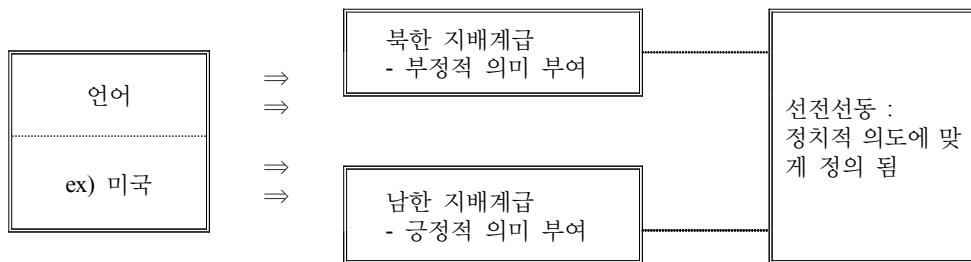 언어
ex) 미국
⇒
⇒
⇒
⇒
북한 지배계급
- 부정적 의미 부여
남한 지배계급
- 긍정적 의미 부여
선전선동 :
정치적 의도에 맞
게 정의 됨